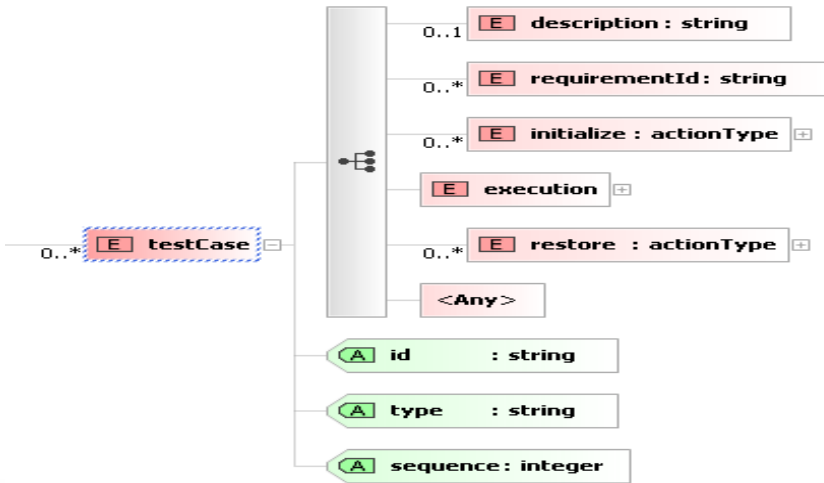 0..1 E description : string
0..* E requirementId: string
0..* E initialize : actionType
E execution
0..* E testCase
0..* E restore : actionType
<Any>
A id : string
A type : string
A sequence: integer